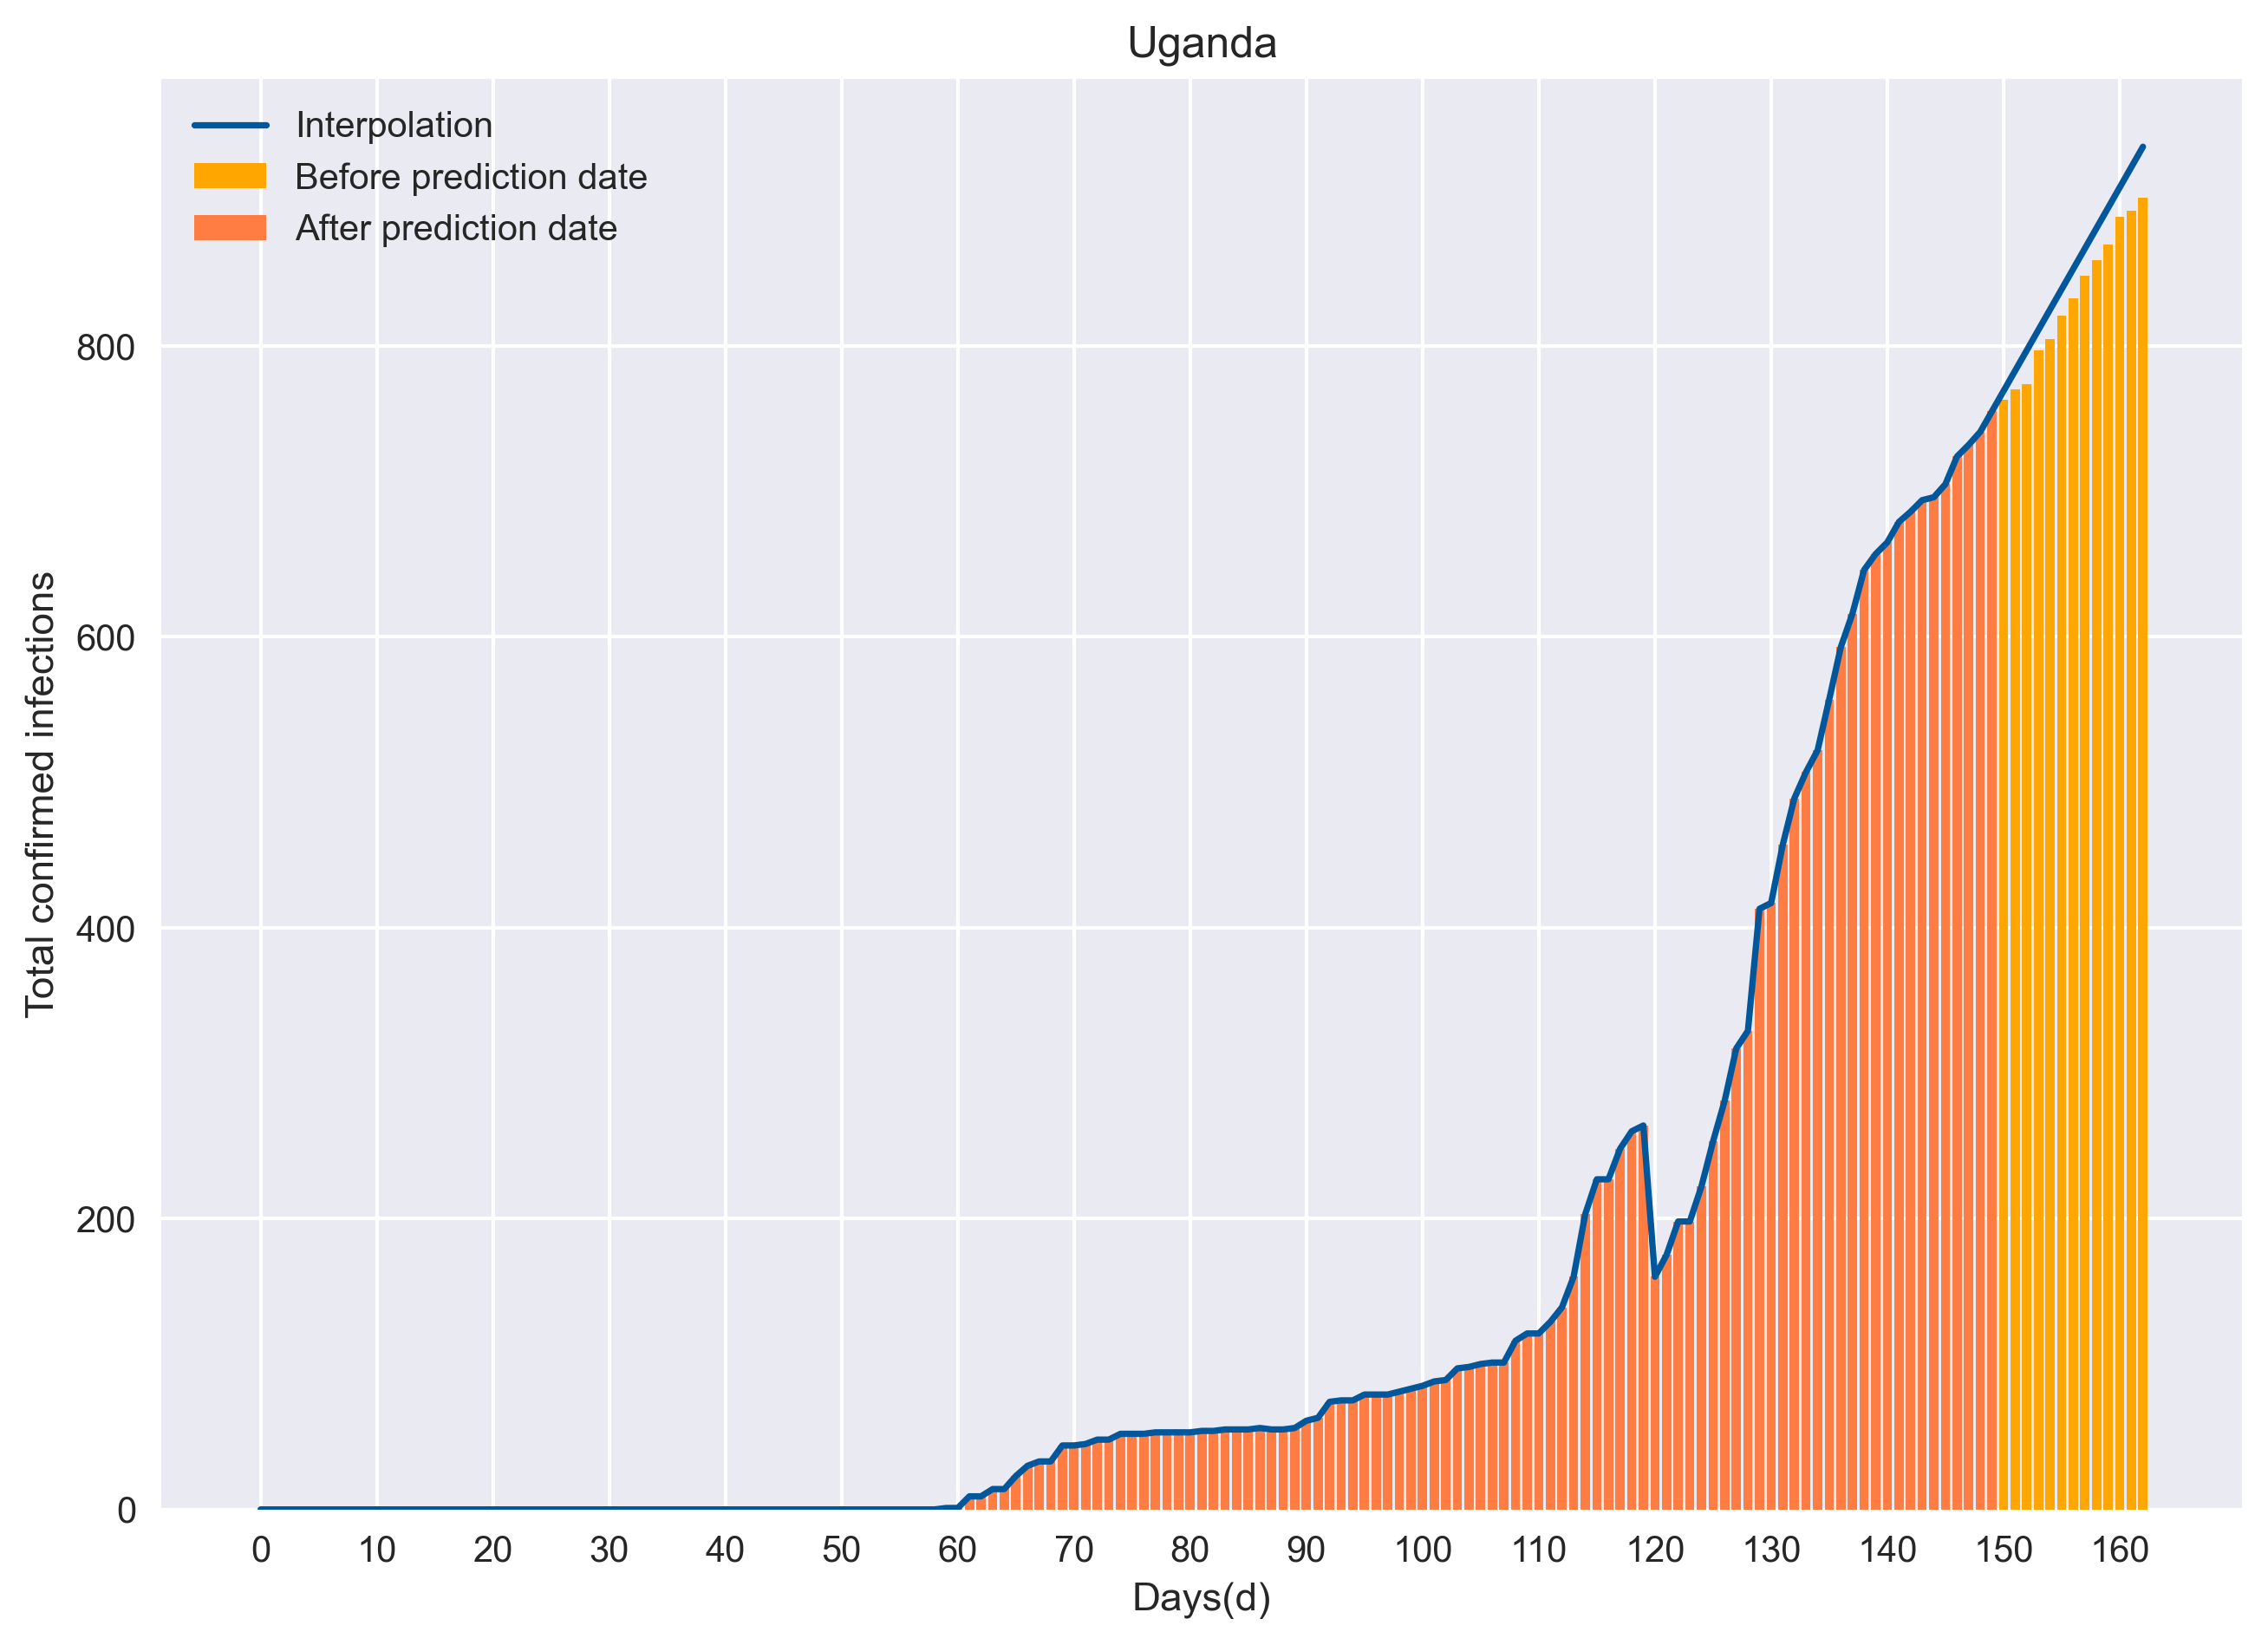 Uganda
Interpolation
Before prediction date
After prediction date
800
600
400
200
0
Total confirmed infections
0 10 20 30 40 50 60 70 80 90 100 110 120 130 140 150 160
Days(d)